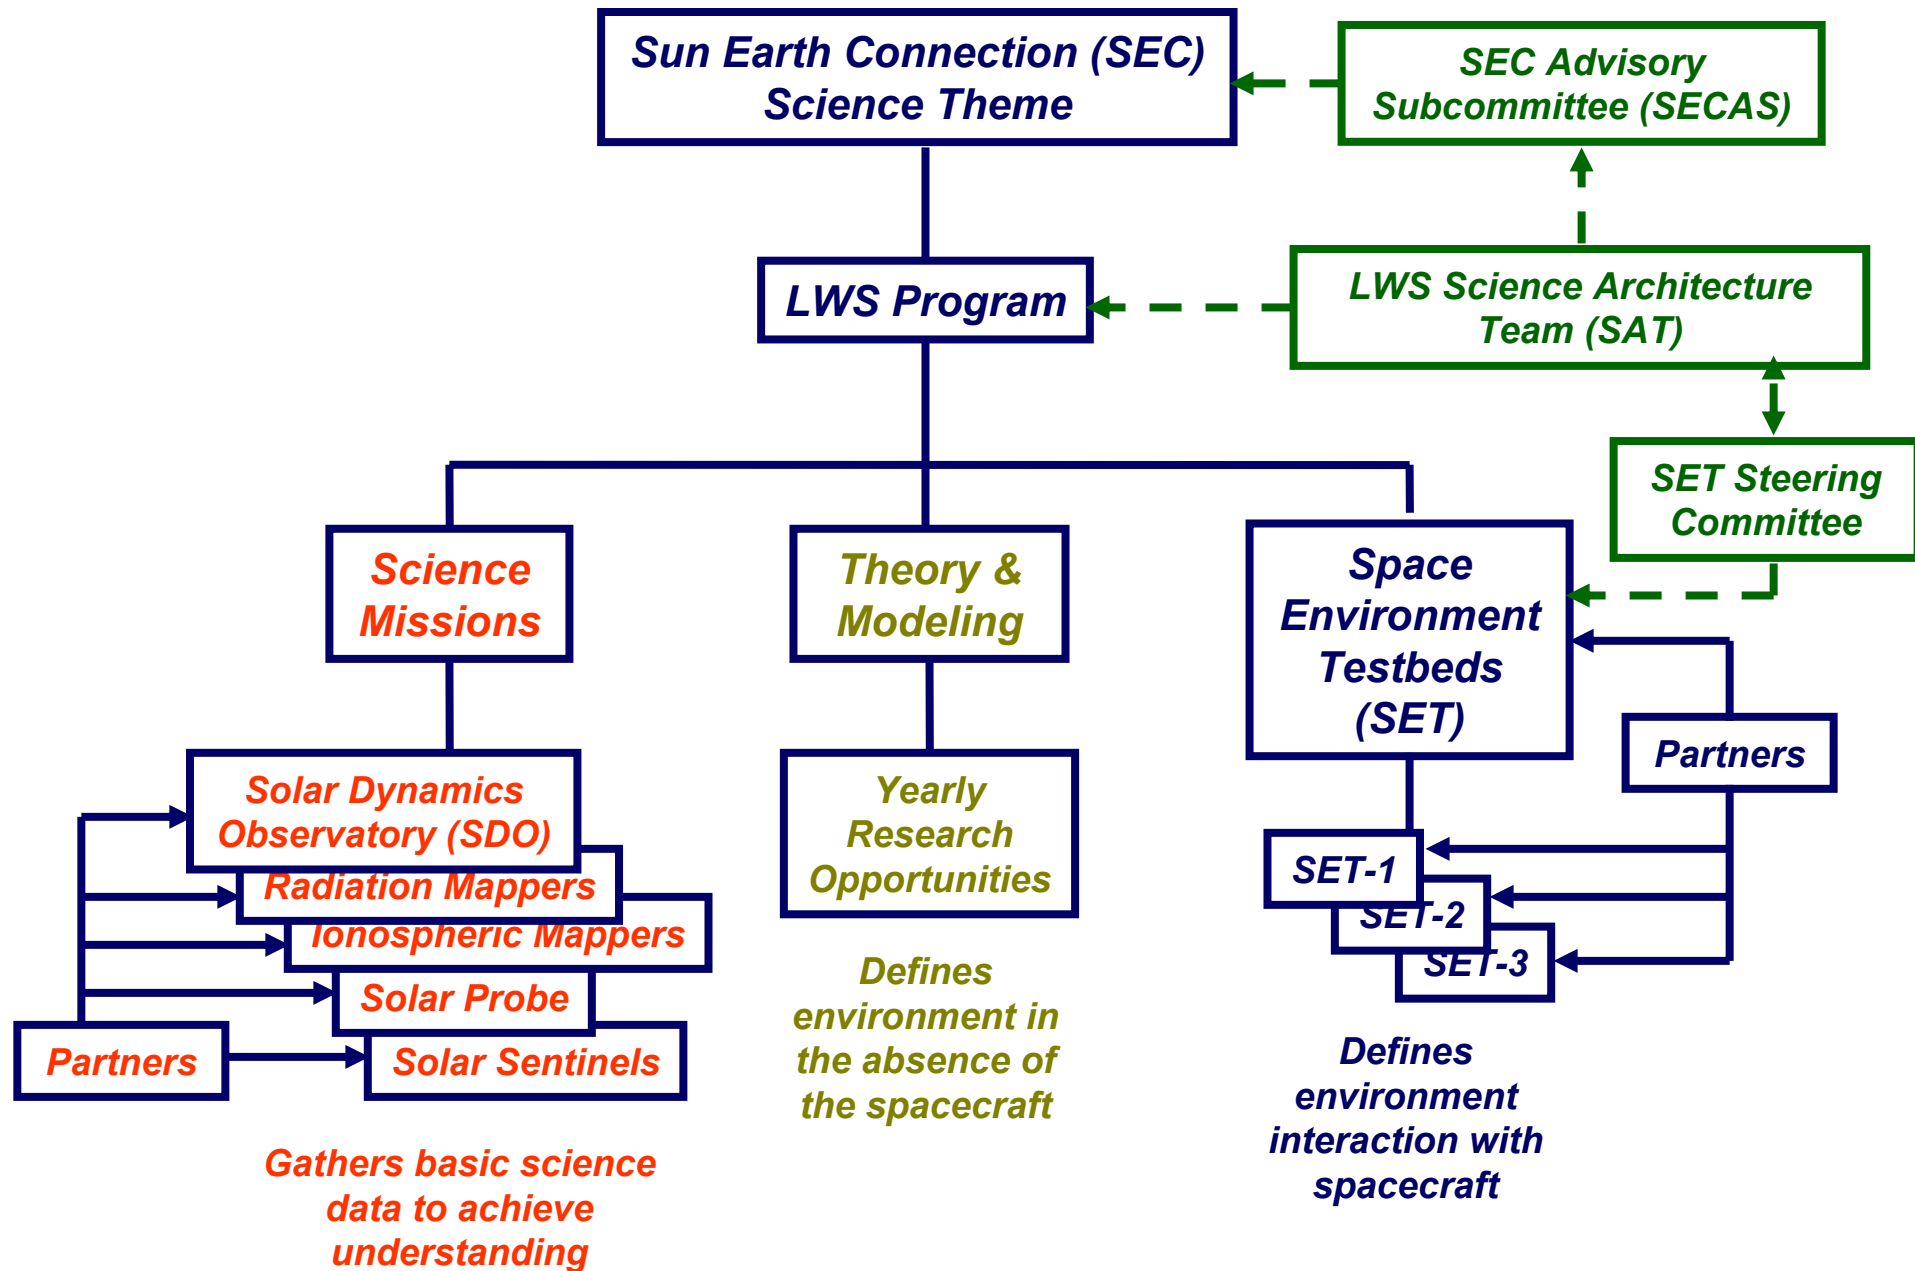 Sun Earth Connection (SEC)
Science Theme
SEC Advisory
Subcommittee (SECAS)
LWS Program
LWS Science Architecture
Team (SAT)
SET Steering
Committee
Science
Missions
Theory &
Modeling
Space
Environment
Testbeds
(SET)
Partners
Solar Dynamics
Observatory (SDO)
Radiation Mappers
Ionospheric Mappers
Solar Probe
Solar Sentinels
Partners
Gathers basic science
data to achieve
understanding
Yearly
Research
Opportunities
Defines
environment in
the absence of
the spacecraft
SET-1
SET-2
SET-3
Defines
environment
interaction with
spacecraft